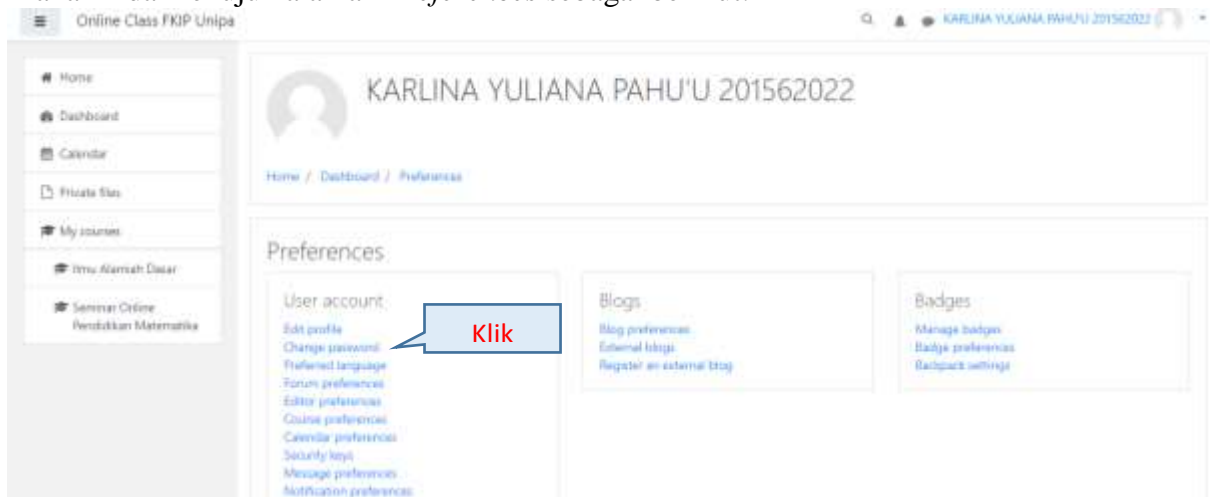 Online Class FKIP Unipa
KARLINA YULIANA PAHU'U 201562022
Home
Dashboard
Calendar
Private files
My courses
Ilmu Alamiah Dasar
Seminar Online
Pendidikan Matematika
KARLINA YULIANA PAHU'U 201562022
Home / Dashboard / Preferences
Preferences
User account
Edit profile
Change password
Preferred language
Forum preferences
Editor preferences
Course preferences
Calendar preferences
Security keys
Message preferences
Notification preferences
Klik
Blogs
Blog preferences
External blogs
Register an external blog
Badges
Manage badges
Badge preferences
Backpack settings